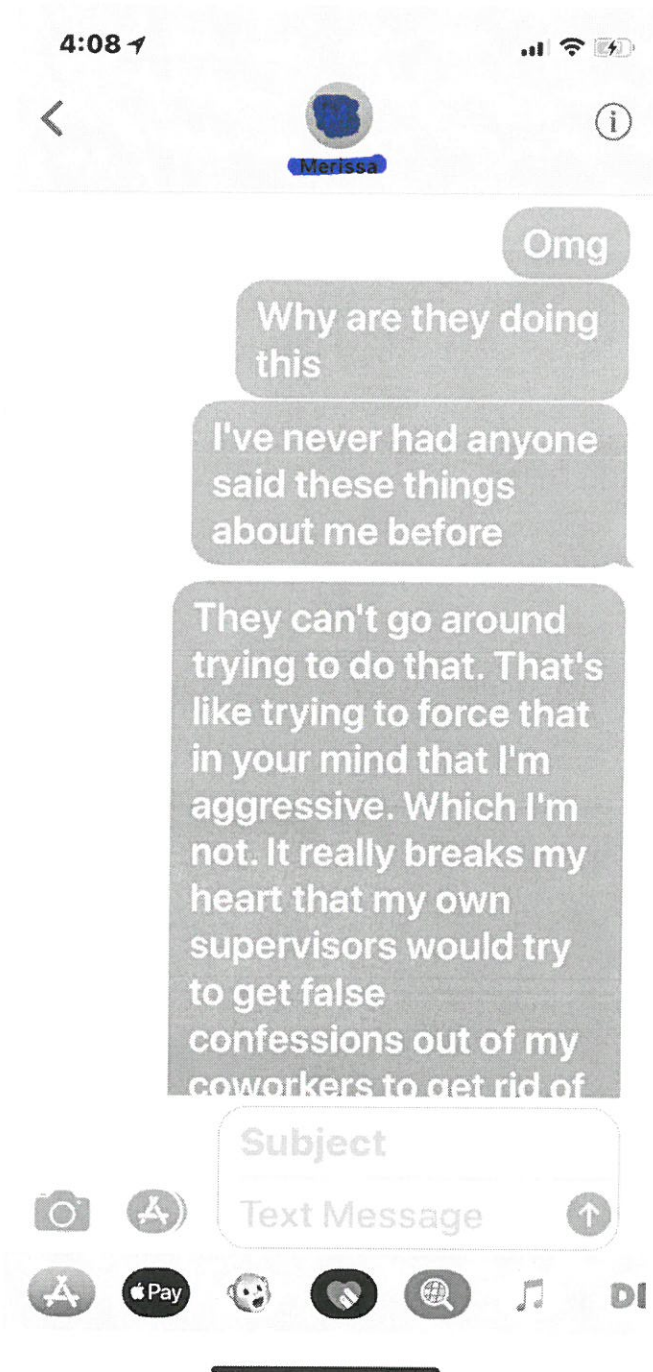 4:08
Merissa
Omg
Why are they doing
this
I've never had anyone
said these things
about me before
They can't go around
trying to do that. That's
like trying to force that
in your mind that I'm
aggressive. Which I'm
not. It really breaks my
heart that my own
supervisors would try
to get false
confessions out of my
coworkers to get rid of
Subject
Text Message
Pay